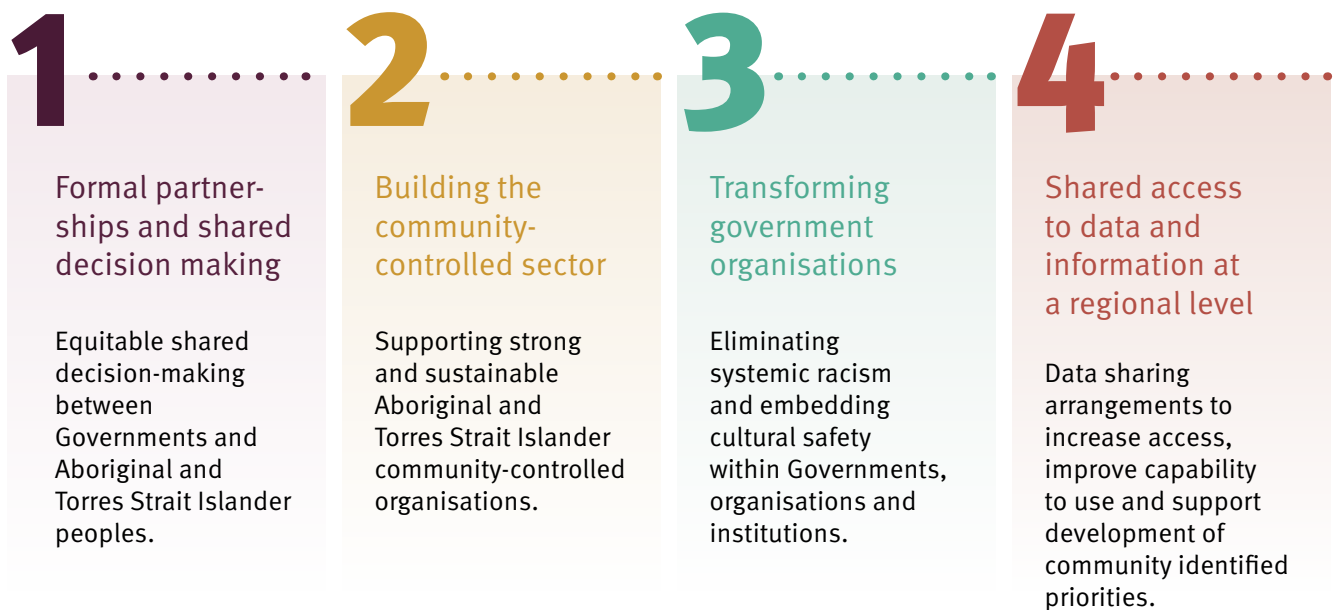 1
Formal partner-
ships and shared
decision making
Equitable shared
decision-making
between
Governments and
Aboriginal and
Torres Strait Islander
peoples.
2
Building the
community-
controlled sector
Supporting strong
and sustainable
Aboriginal and
Torres Strait Islander
community-controlled
organisations.
3
Transforming
government
organisations
Eliminating
systemic racism
and embedding
cultural safety
within Governments,
organisations and
institutions.
4
Shared access
to data and
information at
a regional level
Data sharing
arrangements to
increase access,
improve capability
to use and support
development of
community identified
priorities.